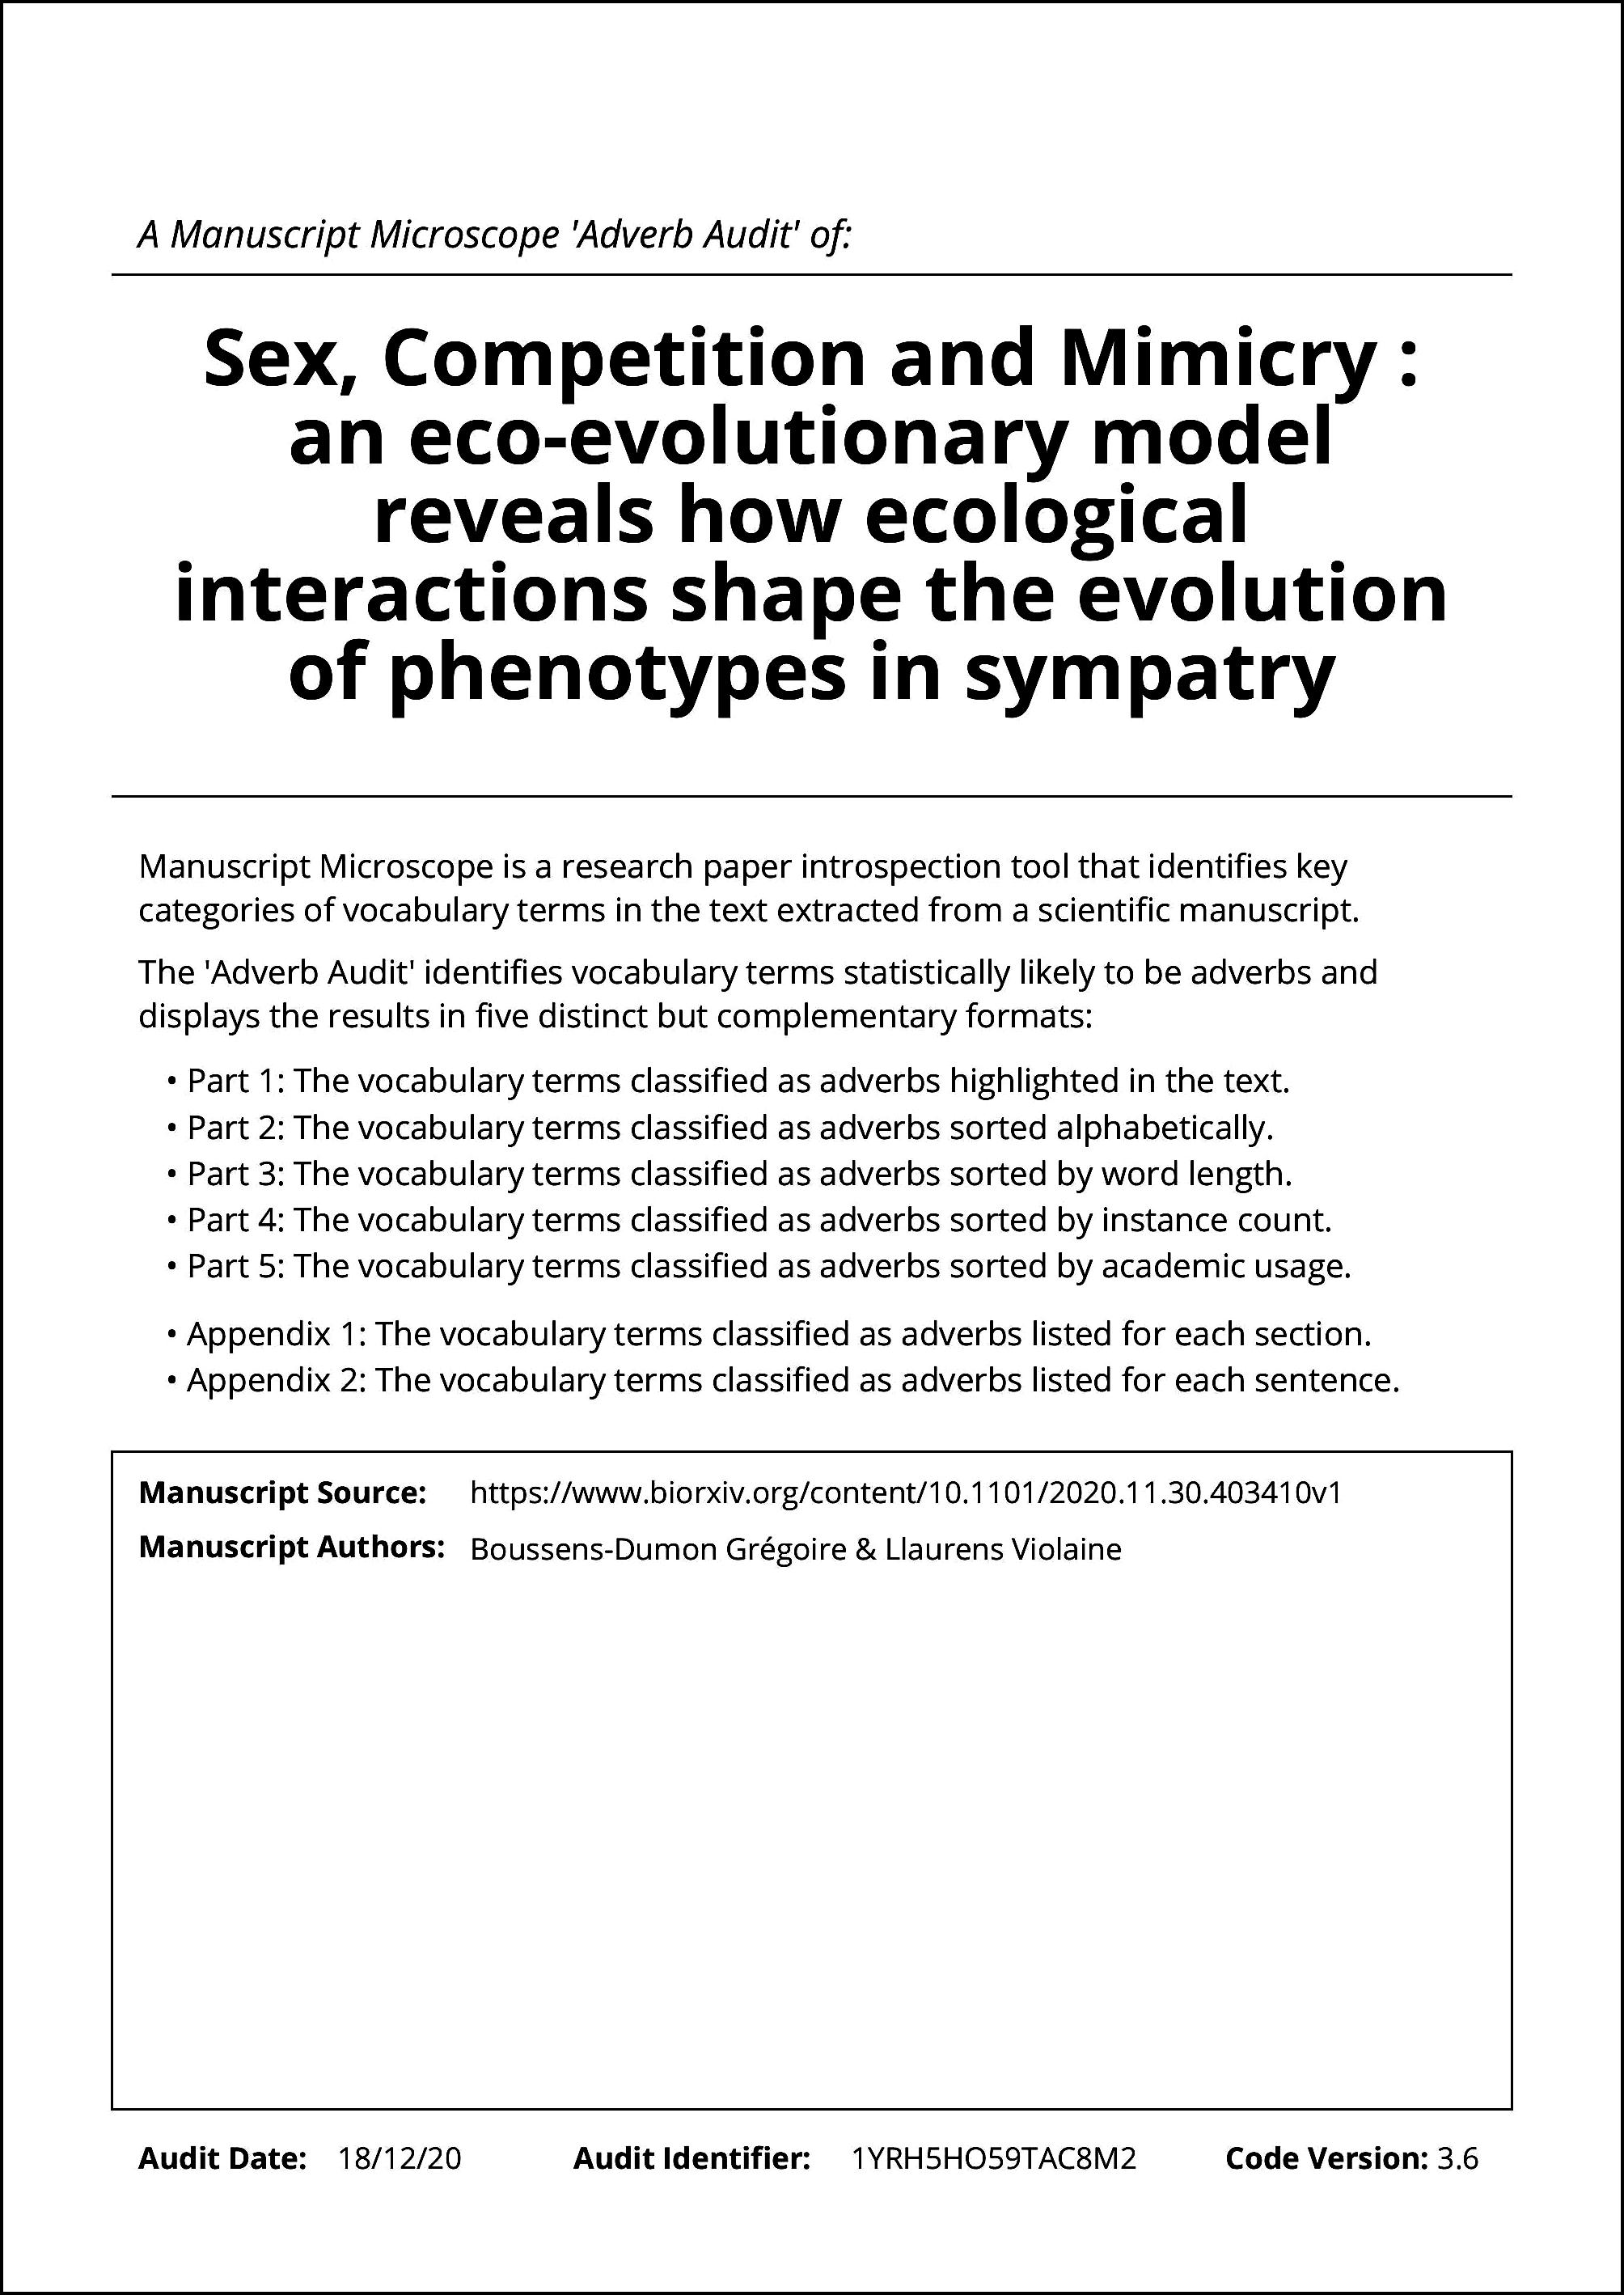 A Manuscript Microscope 'Adverb Audit' of:
Sex, Competition and Mimicry :
an eco-evolutionary model
reveals how ecological
interactions shape the evolution
of phenotypes in sympatry
Manuscript Microscope is a research paper introspection tool that identifies key
categories of vocabulary terms in the text extracted from a scientific manuscript.
The 'Adverb Audit' identifies vocabulary terms statistically likely to be adverbs and
displays the results in five distinct but complementary formats:
• Part 1: The vocabulary terms classified as adverbs highlighted in the text.
• Part 2: The vocabulary terms classified as adverbs sorted alphabetically.
• Part 3: The vocabulary terms classified as adverbs sorted by word length.
• Part 4: The vocabulary terms classified as adverbs sorted by instance count.
• Part 5: The vocabulary terms classified as adverbs sorted by academic usage.
• Appendix 1: The vocabulary terms classified as adverbs listed for each section.
• Appendix 2: The vocabulary terms classified as adverbs listed for each sentence.
Manuscript Source: https://www.biorxiv.org/content/10.1101/2020.11.30.403410v1
Manuscript Authors: Boussens-Dumon Grégoire & Llaurens Violaine
Audit Date: 18/12/20 Audit Identifier: 1YRH5HO59TAC8M2 Code Version: 3.6